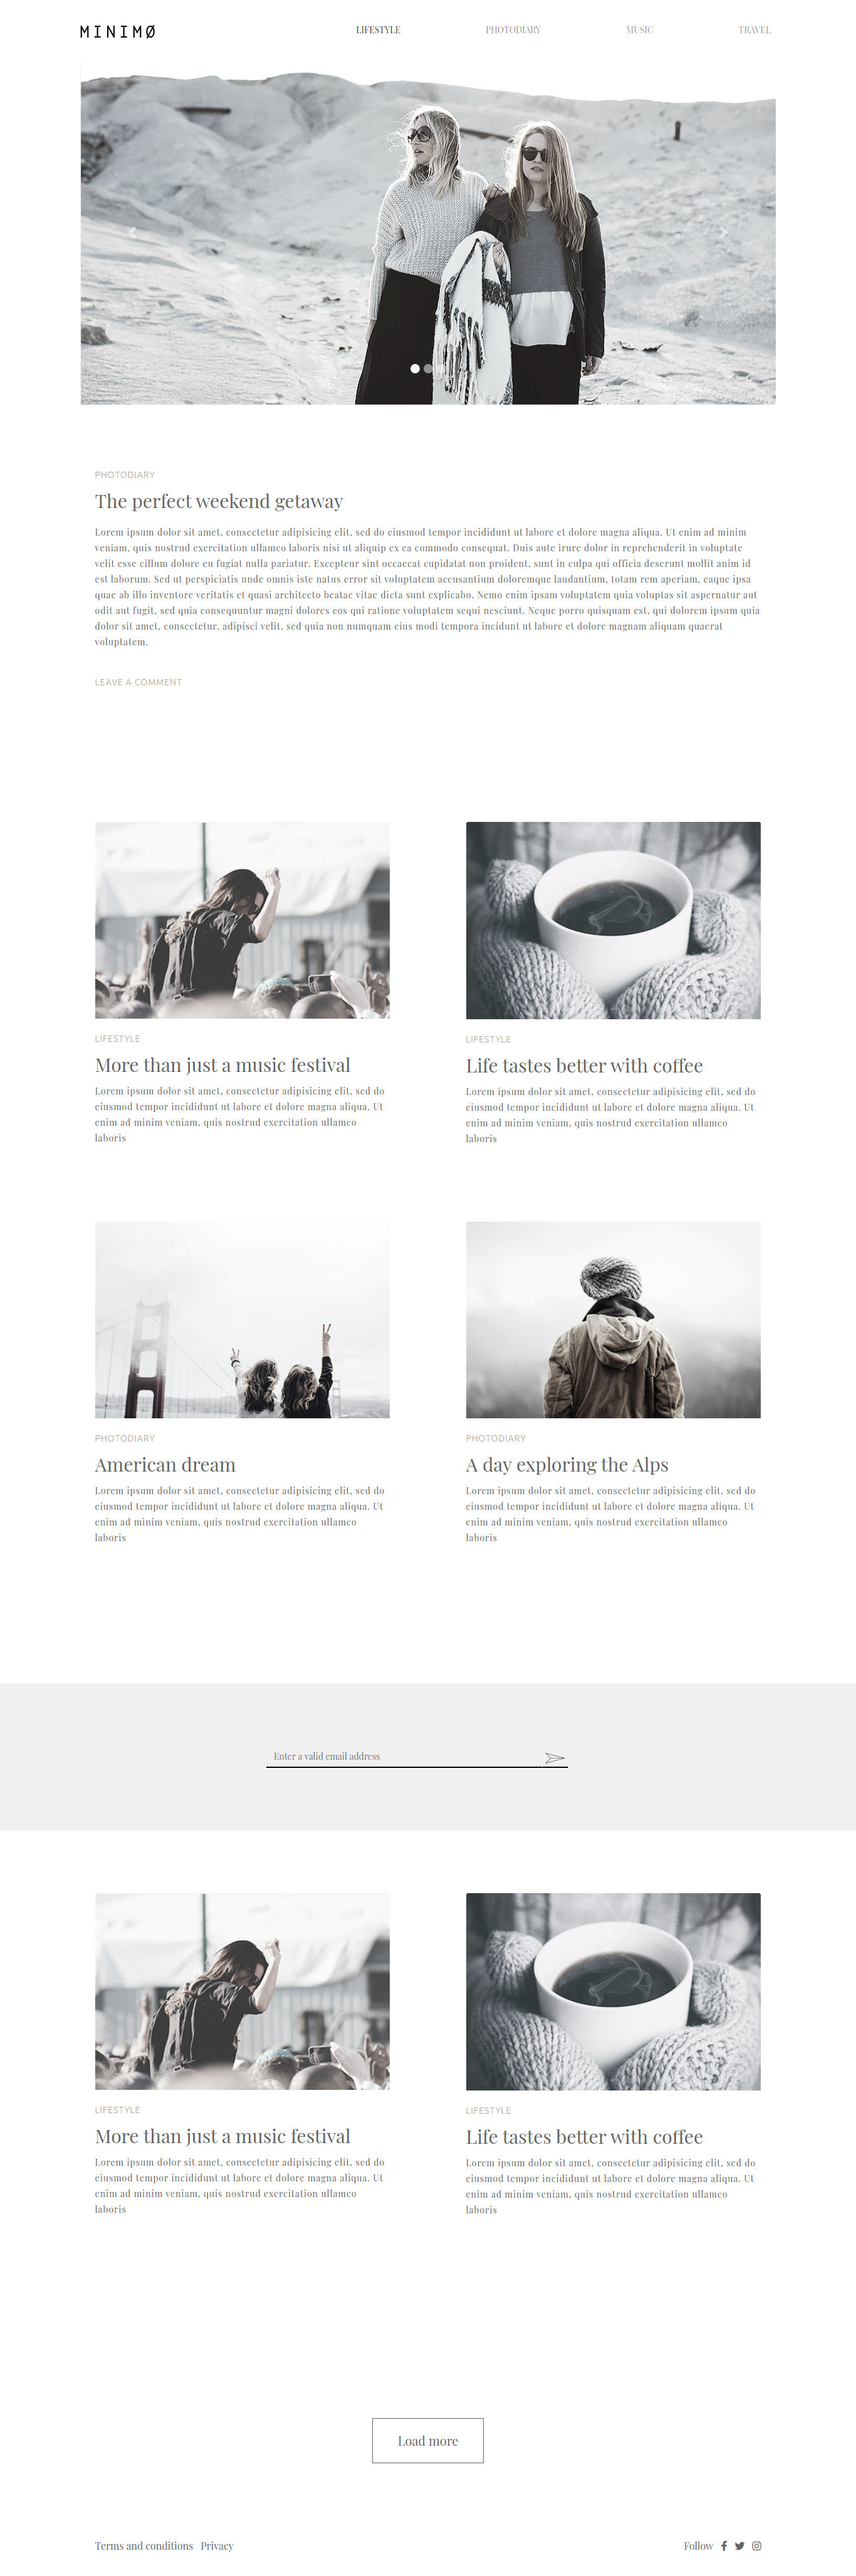 MINIMØ
LIFESTYLE PHOTODIARY MUSIC TRAVEL
PHOTODIARY
The perfect weekend getaway
Lorem ipsum dolor sit amet, consectetur adipisicing elit, sed do eiusmod tempor incididunt ut labore et dolore magna aliqua. Ut enim ad minim
veniam, quis nostrud exercitation ullamco laboris nisi ut aliquip ex ea commodo consequat. Duis aute irure dolor in reprehenderit in voluptate
velit esse cillum dolore eu fugiat nulla pariatur. Excepteur sint occaecat cupidatat non proident, sunt in culpa qui officia deserunt mollit anim id
est laborum. Sed ut perspiciatis unde omnis iste natus error sit voluptatem accusantium doloremque laudantium, totam rem aperiam, eaque ipsa
quae ab illo inventore veritatis et quasi architecto beatae vitae dicta sunt explicabo. Nemo enim ipsam voluptatem quia voluptas sit aspernatur aut
odit aut fugit, sed quia consequuntur magni dolores eos qui ratione voluptatem sequi nesciunt. Neque porro quisquam est, qui dolorem ipsum quia
dolor sit amet, consectetur, adipisci velit, sed quia non numquam eius modi tempora incidunt ut labore et dolore magnam aliquam quaerat
voluptatem.
LEAVE A COMMENT
LIFESTYLE
More than just a music festival
Lorem ipsum dolor sit amet, consectetur adipisicing elit, sed do
eiusmod tempor incididunt ut labore et dolore magna aliqua. Ut
enim ad minim veniam, quis nostrud exercitation ullamco
laboris
LIFESTYLE
Life tastes better with coffee
Lorem ipsum dolor sit amet, consectetur adipisicing elit, sed do
eiusmod tempor incididunt ut labore et dolore magna aliqua. Ut
enim ad minim veniam, quis nostrud exercitation ullamco
laboris
PHOTODIARY
American dream
Lorem ipsum dolor sit amet, consectetur adipisicing elit, sed do
eiusmod tempor incididunt ut labore et dolore magna aliqua. Ut
enim ad minim veniam, quis nostrud exercitation ullamco
laboris
PHOTODIARY
A day exploring the Alps
Lorem ipsum dolor sit amet, consectetur adipisicing elit, sed do
eiusmod tempor incididunt ut labore et dolore magna aliqua. Ut
enim ad minim veniam, quis nostrud exercitation ullamco
laboris
Enter a valid email address
LIFESTYLE
More than just a music festival
Lorem ipsum dolor sit amet, consectetur adipisicing elit, sed do
eiusmod tempor incididunt ut labore et dolore magna aliqua. Ut
enim ad minim veniam, quis nostrud exercitation ullamco
laboris
LIFESTYLE
Life tastes better with coffee
Lorem ipsum dolor sit amet, consectetur adipisicing elit, sed do
eiusmod tempor incididunt ut labore et dolore magna aliqua. Ut
enim ad minim veniam, quis nostrud exercitation ullamco
laboris
Load more
Terms and conditions Privacy
Follow